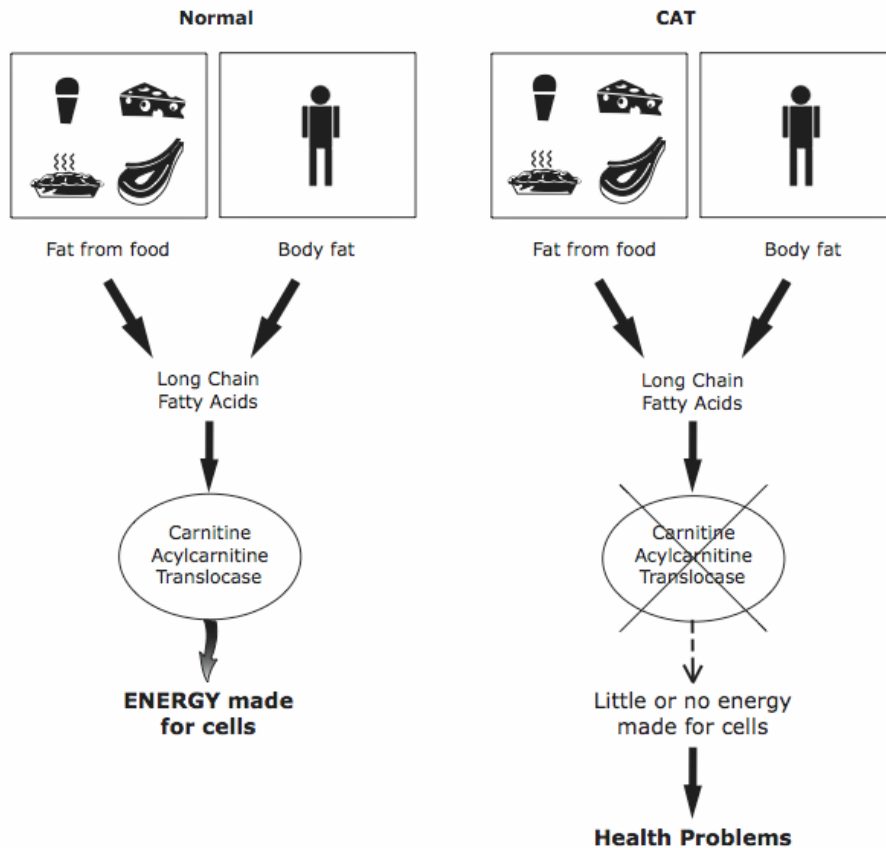 Normal
Fat from food
Body fat
Long Chain
Fatty Acids
Carnitine
Acylcarnitine
Translocase
ENERGY made
for cells
CAT
Fat from food
Body fat
Long Chain
Fatty Acids
Carnitine
Acylcarnitine
Translocase
Little or no energy
made for cells
Health Problems